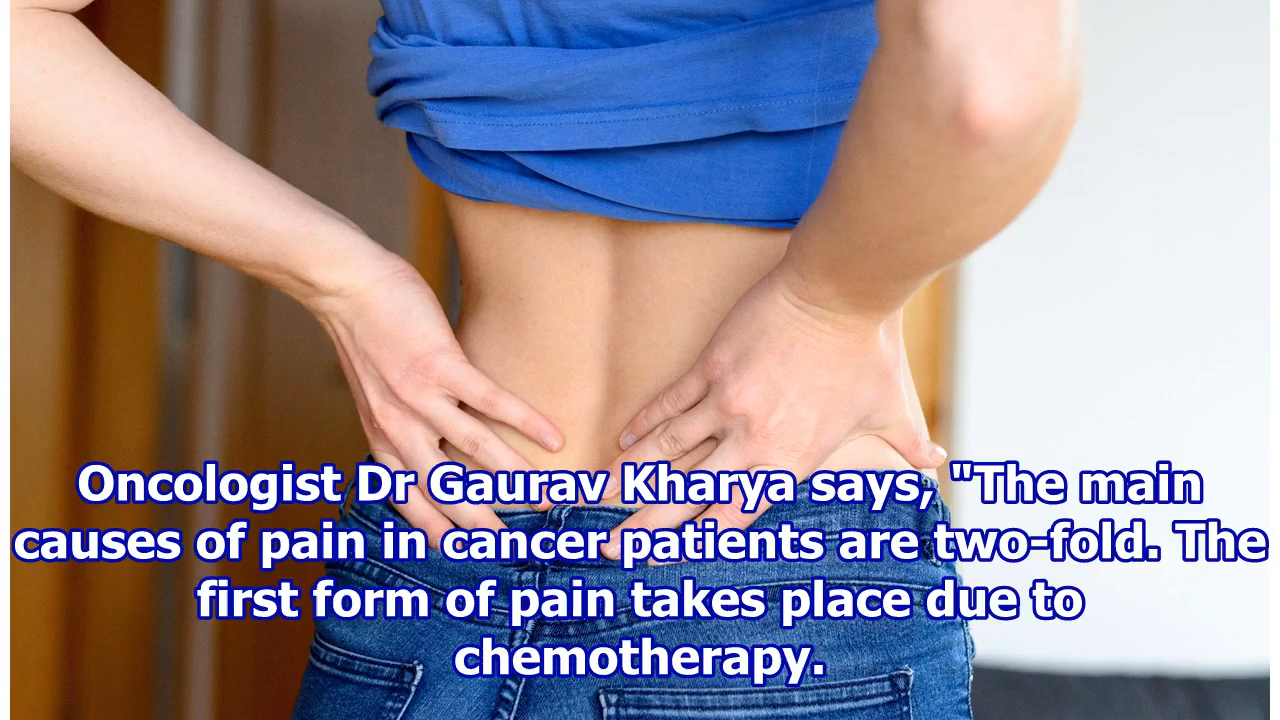 Oncologist Dr Gaurav Kharya says, "The main
causes of pain in cancer patients are two-fold. The
first form of pain takes place due to
chemotherapy.